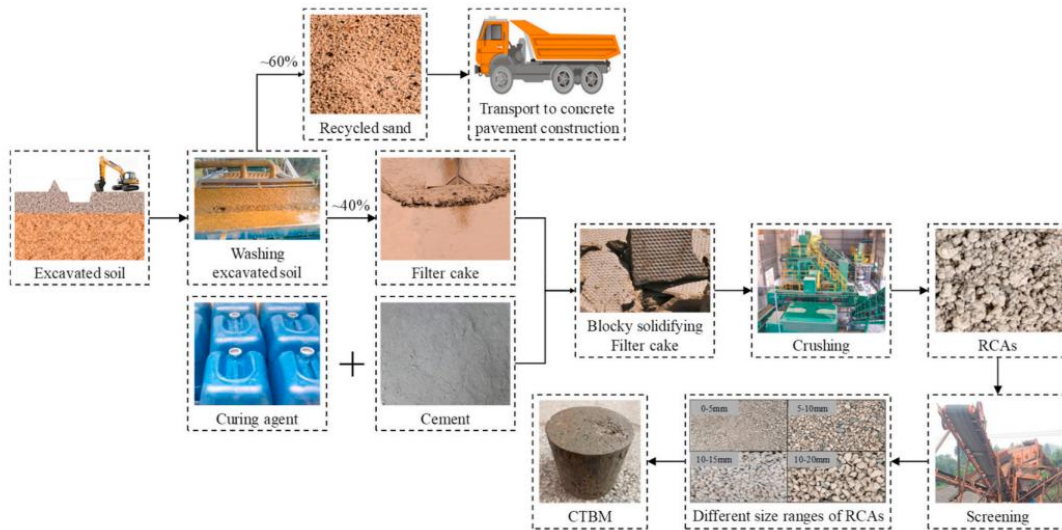 ~60%
Recycled sand
Transport to concrete
pavement construction
Excavated soil
Washing
excavated soil
~40%
Filter cake
Curing agent
+
Cement
Blocky solidifying
Filter cake
Crushing
RCAs
Screening
0-5mm
5-10mm
10-15mm
10-20mm
Different size ranges of RCAs
CTBM